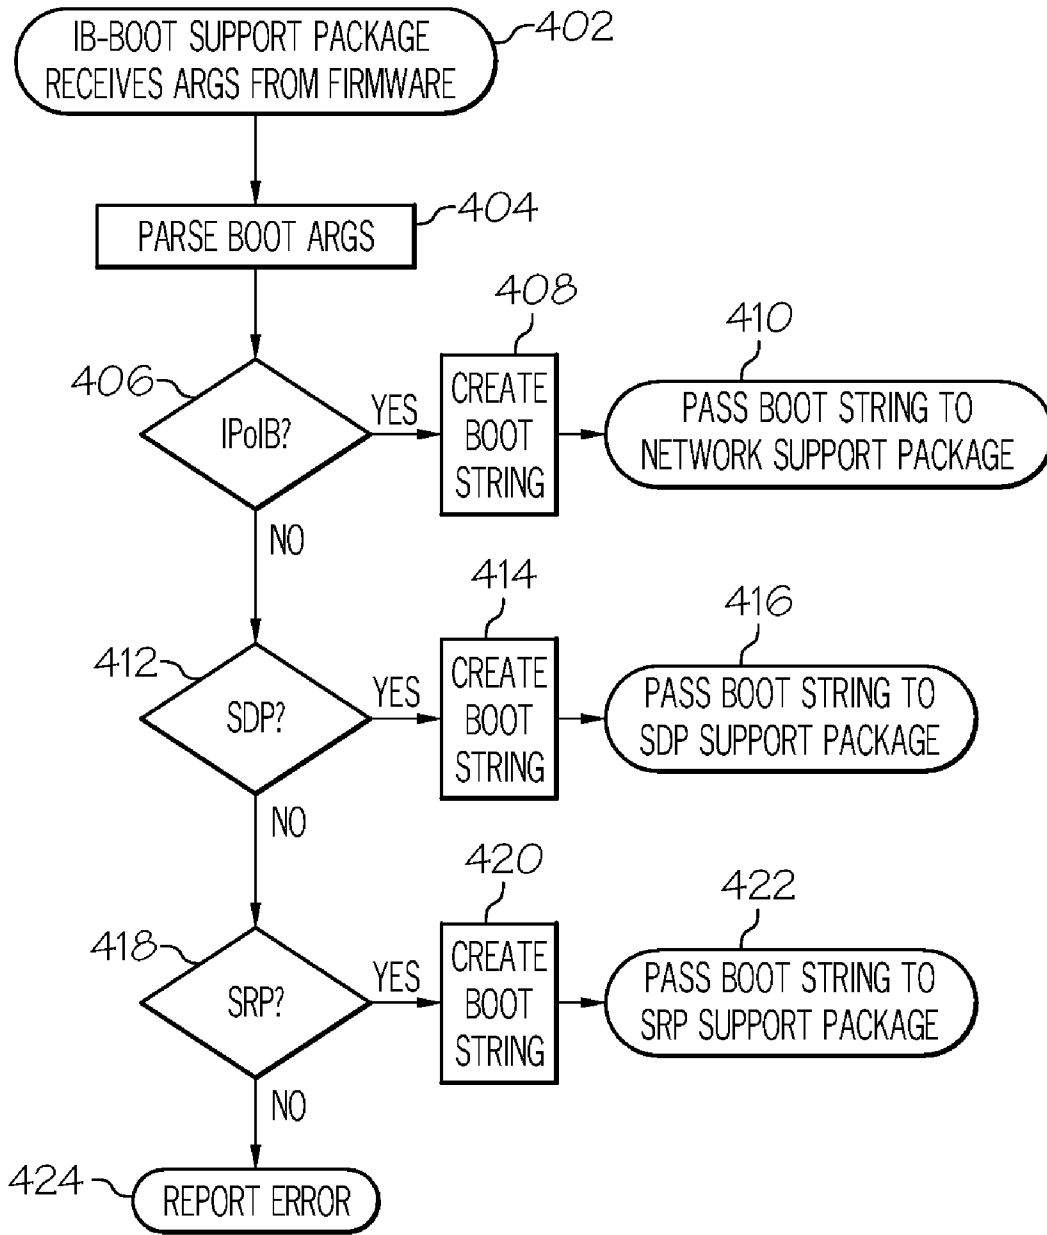 IB-BOOT SUPPORT PACKAGE
RECEIVES ARGS FROM FIRMWARE
402
PARSE BOOT ARGS
404
406
IPoIB?
YES
NO
408
CREATE
BOOT
STRING
410
PASS BOOT STRING TO
NETWORK SUPPORT PACKAGE
412
SDP?
YES
NO
414
CREATE
BOOT
STRING
416
PASS BOOT STRING TO
SDP SUPPORT PACKAGE
418
SRP?
YES
NO
420
CREATE
BOOT
STRING
422
PASS BOOT STRING TO
SRP SUPPORT PACKAGE
424
REPORT ERROR